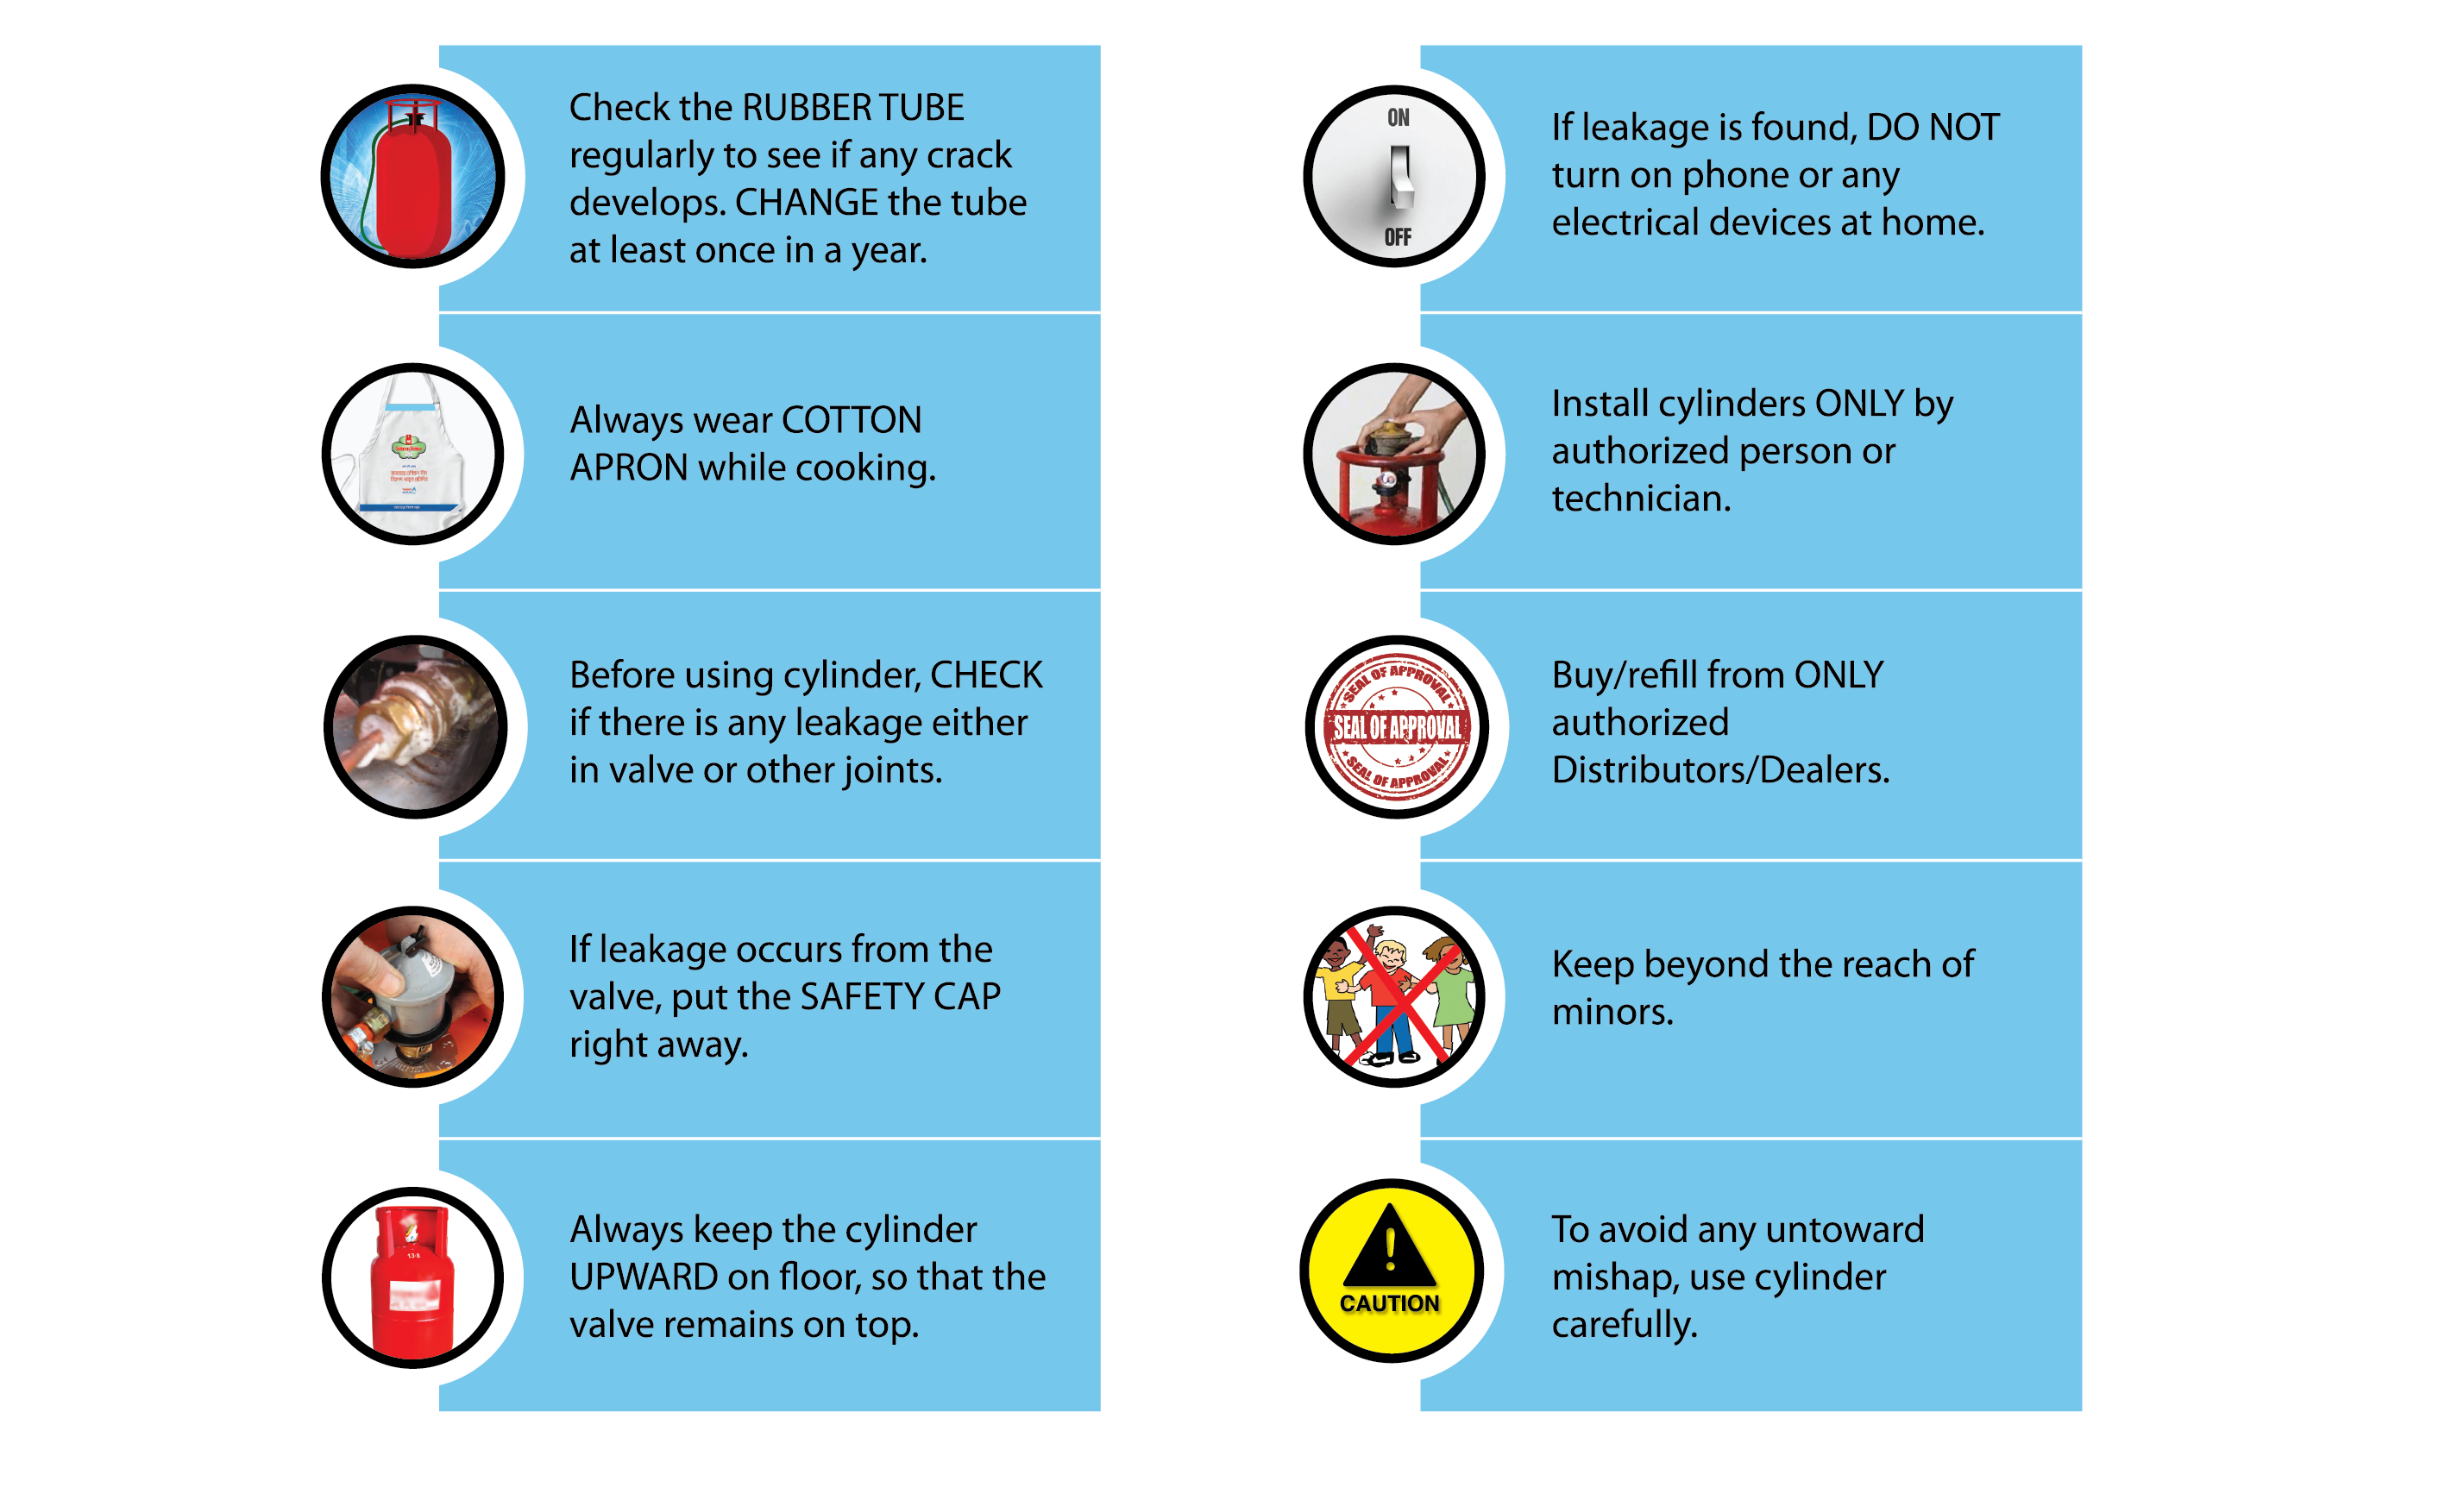 Check the RUBBER TUBE
regularly to see if any crack
develops. CHANGE the tube
at least once in a year.
Always wear COTTON
APRON while cooking.
Before using cylinder, CHECK
if there is any leakage either
in valve or other joints.
If leakage occurs from the
valve, put the SAFETY CAP
right away.
13-8
Always keep the cylinder
UPWARD on floor, so that the
valve remains on top.
ON
OFF
If leakage is found, DO NOT
turn on phone or any
electrical devices at home.
Install cylinders ONLY by
authorized person or
technician.
SEAL OF APPROVAL
SEAL OF APPROVAL
SEAL OF APPROVAL
Buy/refill from ONLY
authorized
Distributors/Dealers.
Keep beyond the reach of
minors.
CAUTION
To avoid any untoward
mishap, use cylinder
carefully.